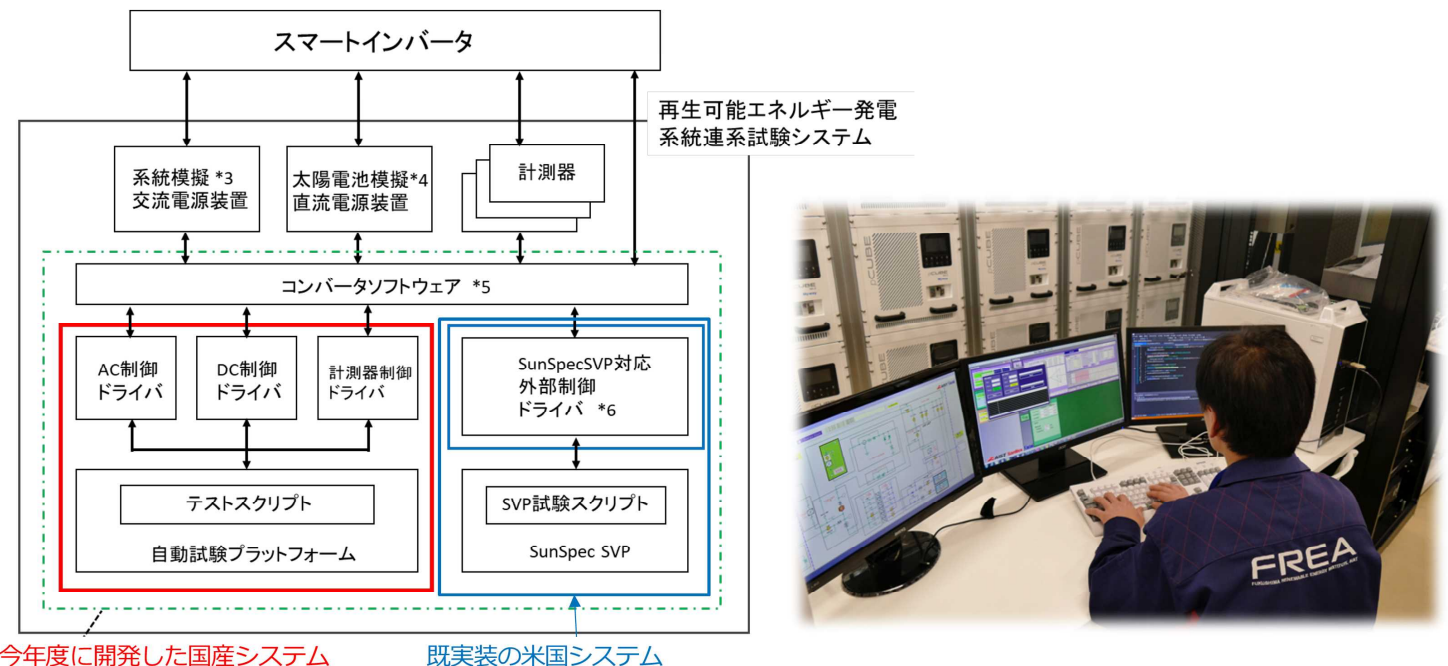 スマートインバータ
再生可能エネルギー発電
系統連系試験システム
系統模擬 *3
交流電源装置
太陽電池模擬*4
直流電源装置
計測器
コンバータソフトウェア *5
AC制御
ドライバ
DC制御
ドライバ
計測器制御
ドライバ
SunSpecSVP対応
外部制御
ドライバ *6
テストスクリプト
自動試験プラットフォーム
SVP試験スクリプト
SunSpec SVP
今年度に開発した国産システム
既実装の米国システム
FREA